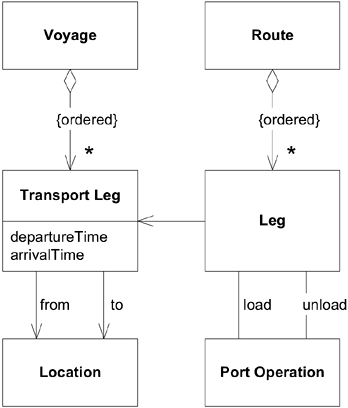 Voyage
Route
{ordered}
{ordered}
*
*
Transport Leg
departureTime
arrivalTime
Leg
from
to
load
unload
Location
Port Operation